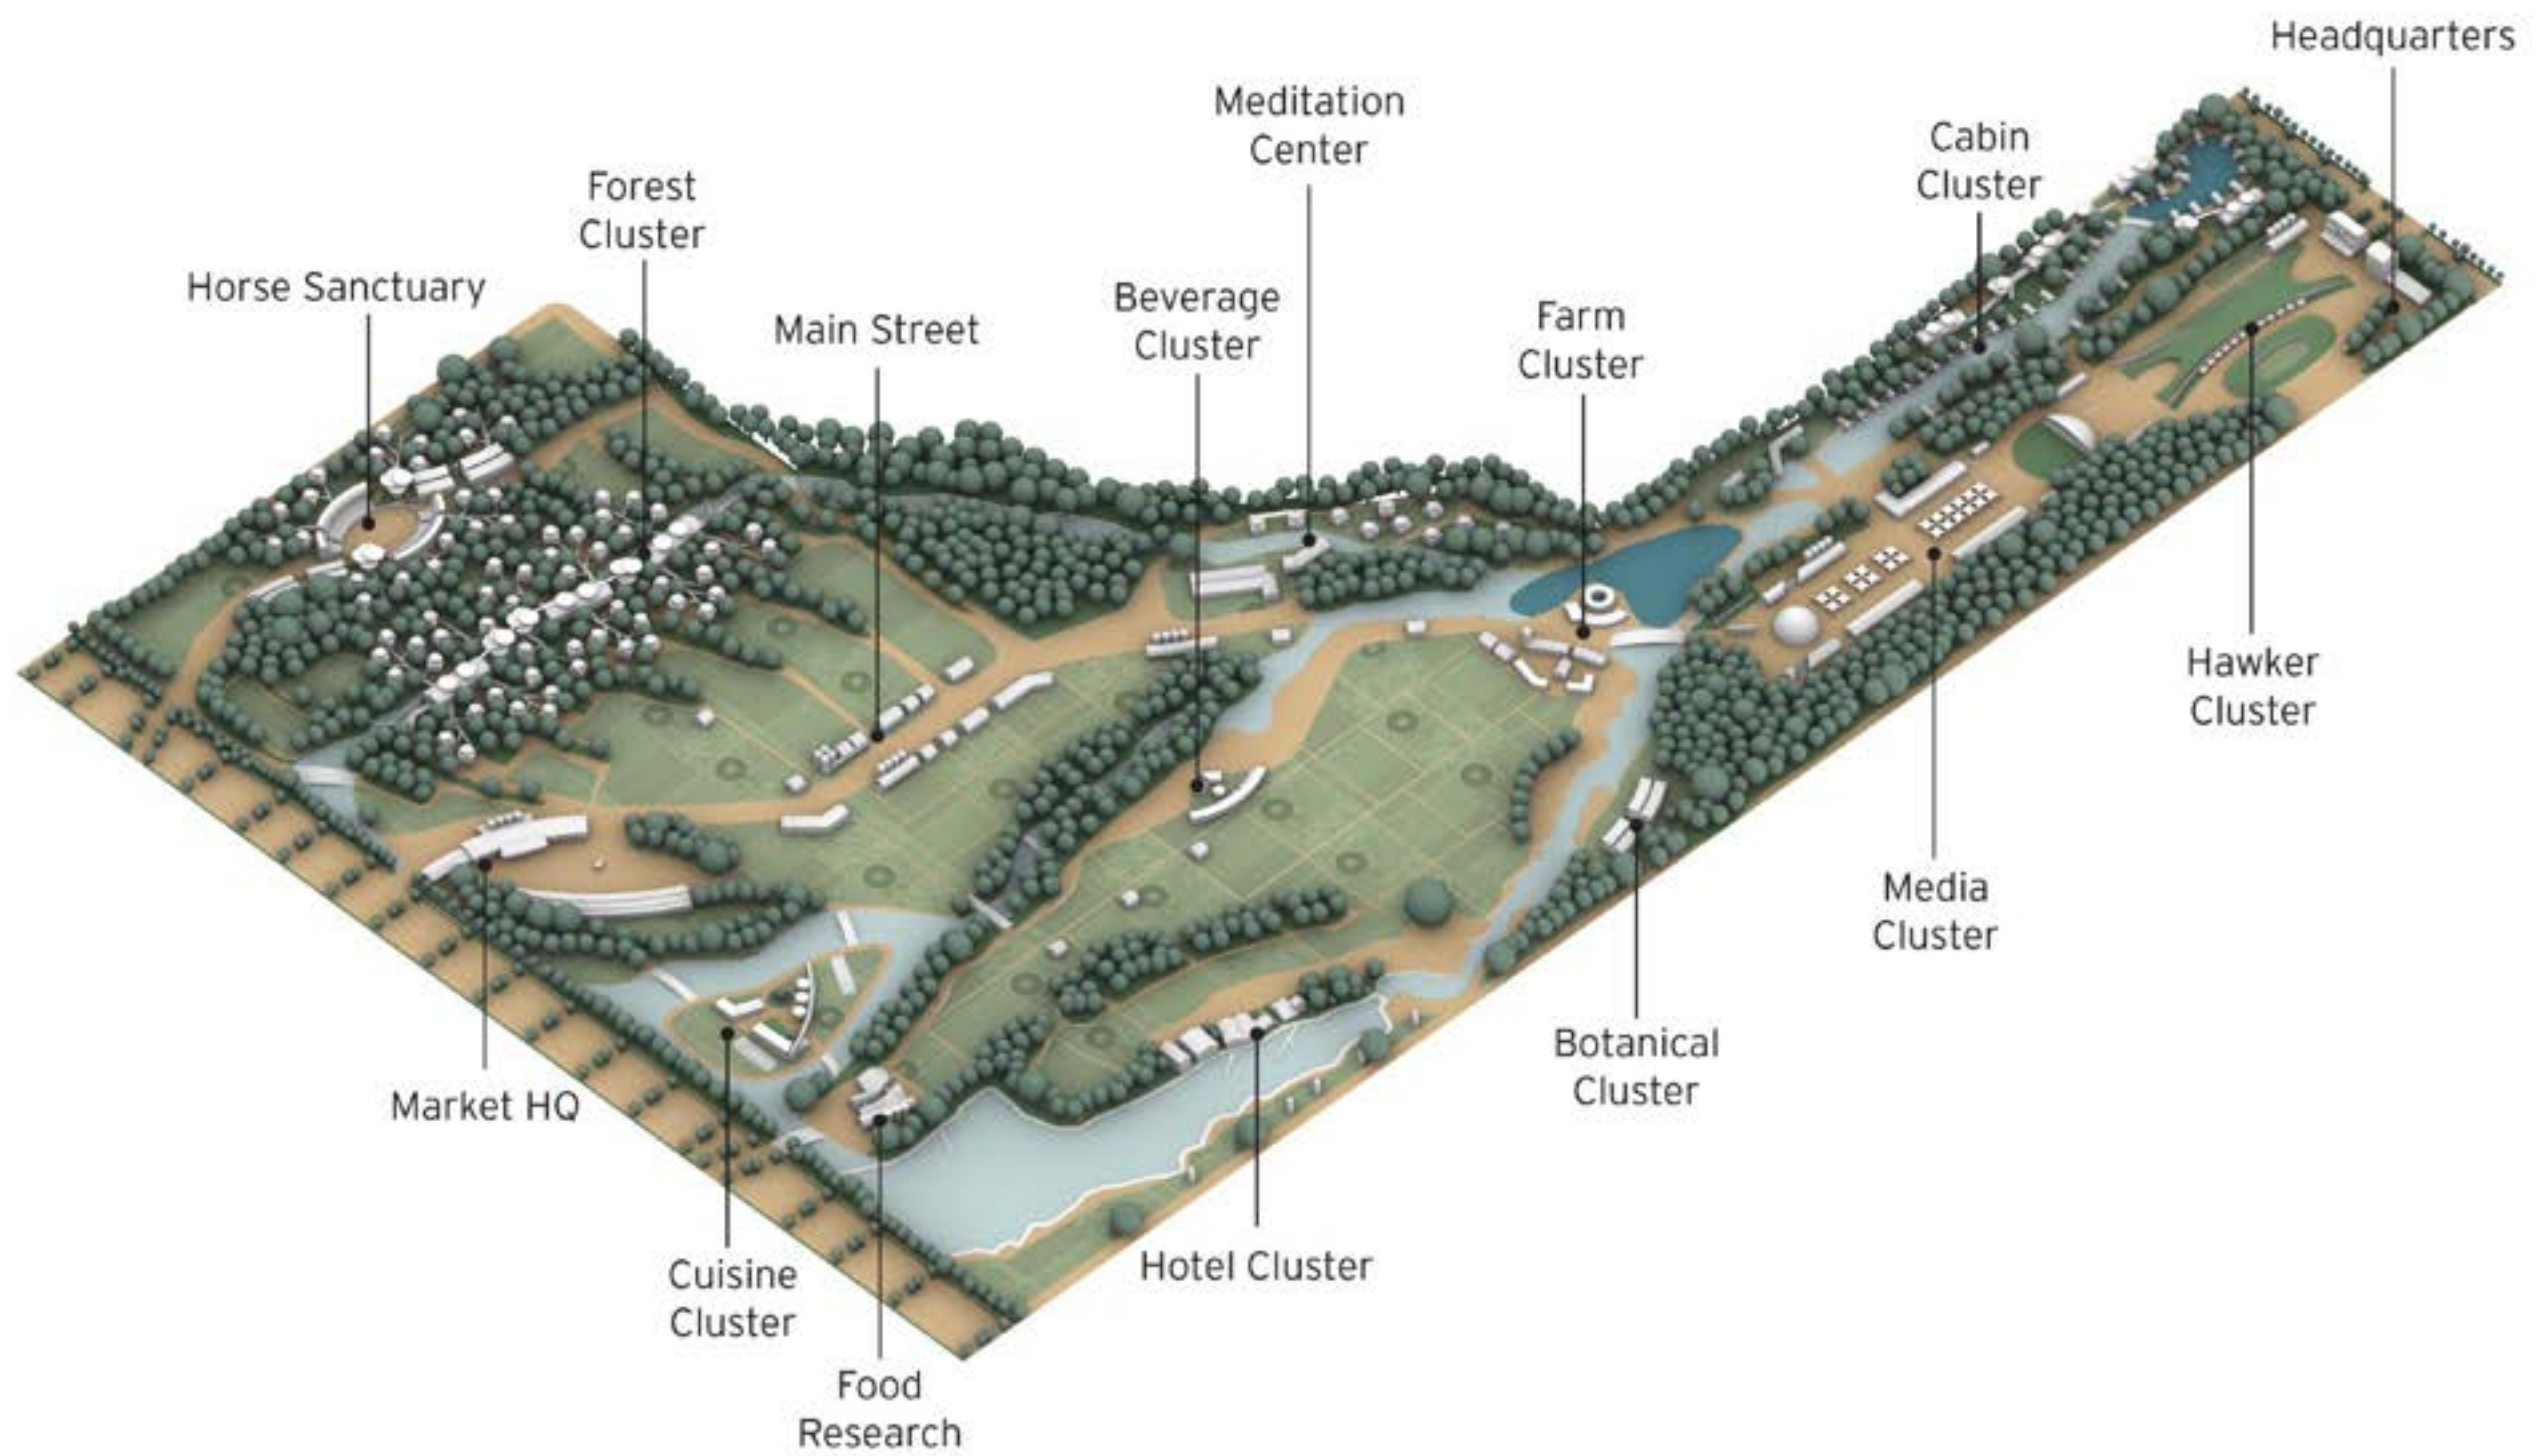 Headquarters
Meditation
Center
Cabin
Cluster
Forest
Cluster
Horse Sanctuary
Beverage
Cluster
Farm
Cluster
Main Street
Hawker
Cluster
Media
Cluster
Botanical
Cluster
Market HQ
Hotel Cluster
Cuisine
Cluster
Food
Research